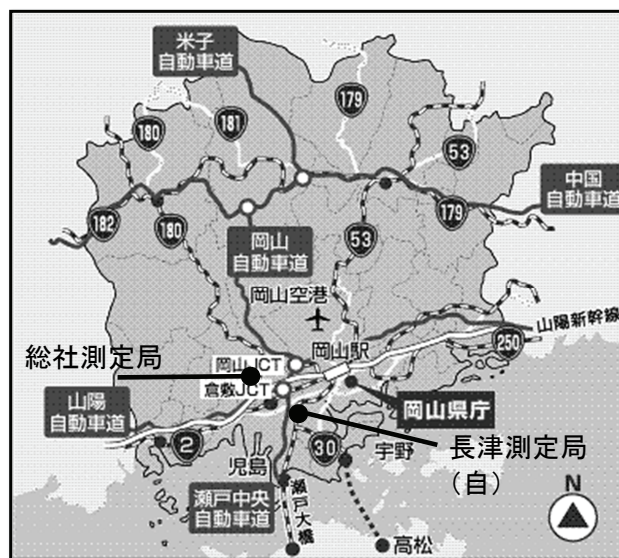 米子
自動車道
179
181
180
53
中国
自動車道
182
180
岡山
自動車道
53
179
岡山空港
山陽新幹線
総社測定局
岡山JCT
岡山駅
250
倉敷JCT
山陽
自動車道
岡山県庁
2
児島
30
宇野
長津測定局
(自)
瀬戸中央
自動車道
瀬戸大橋
N
高松